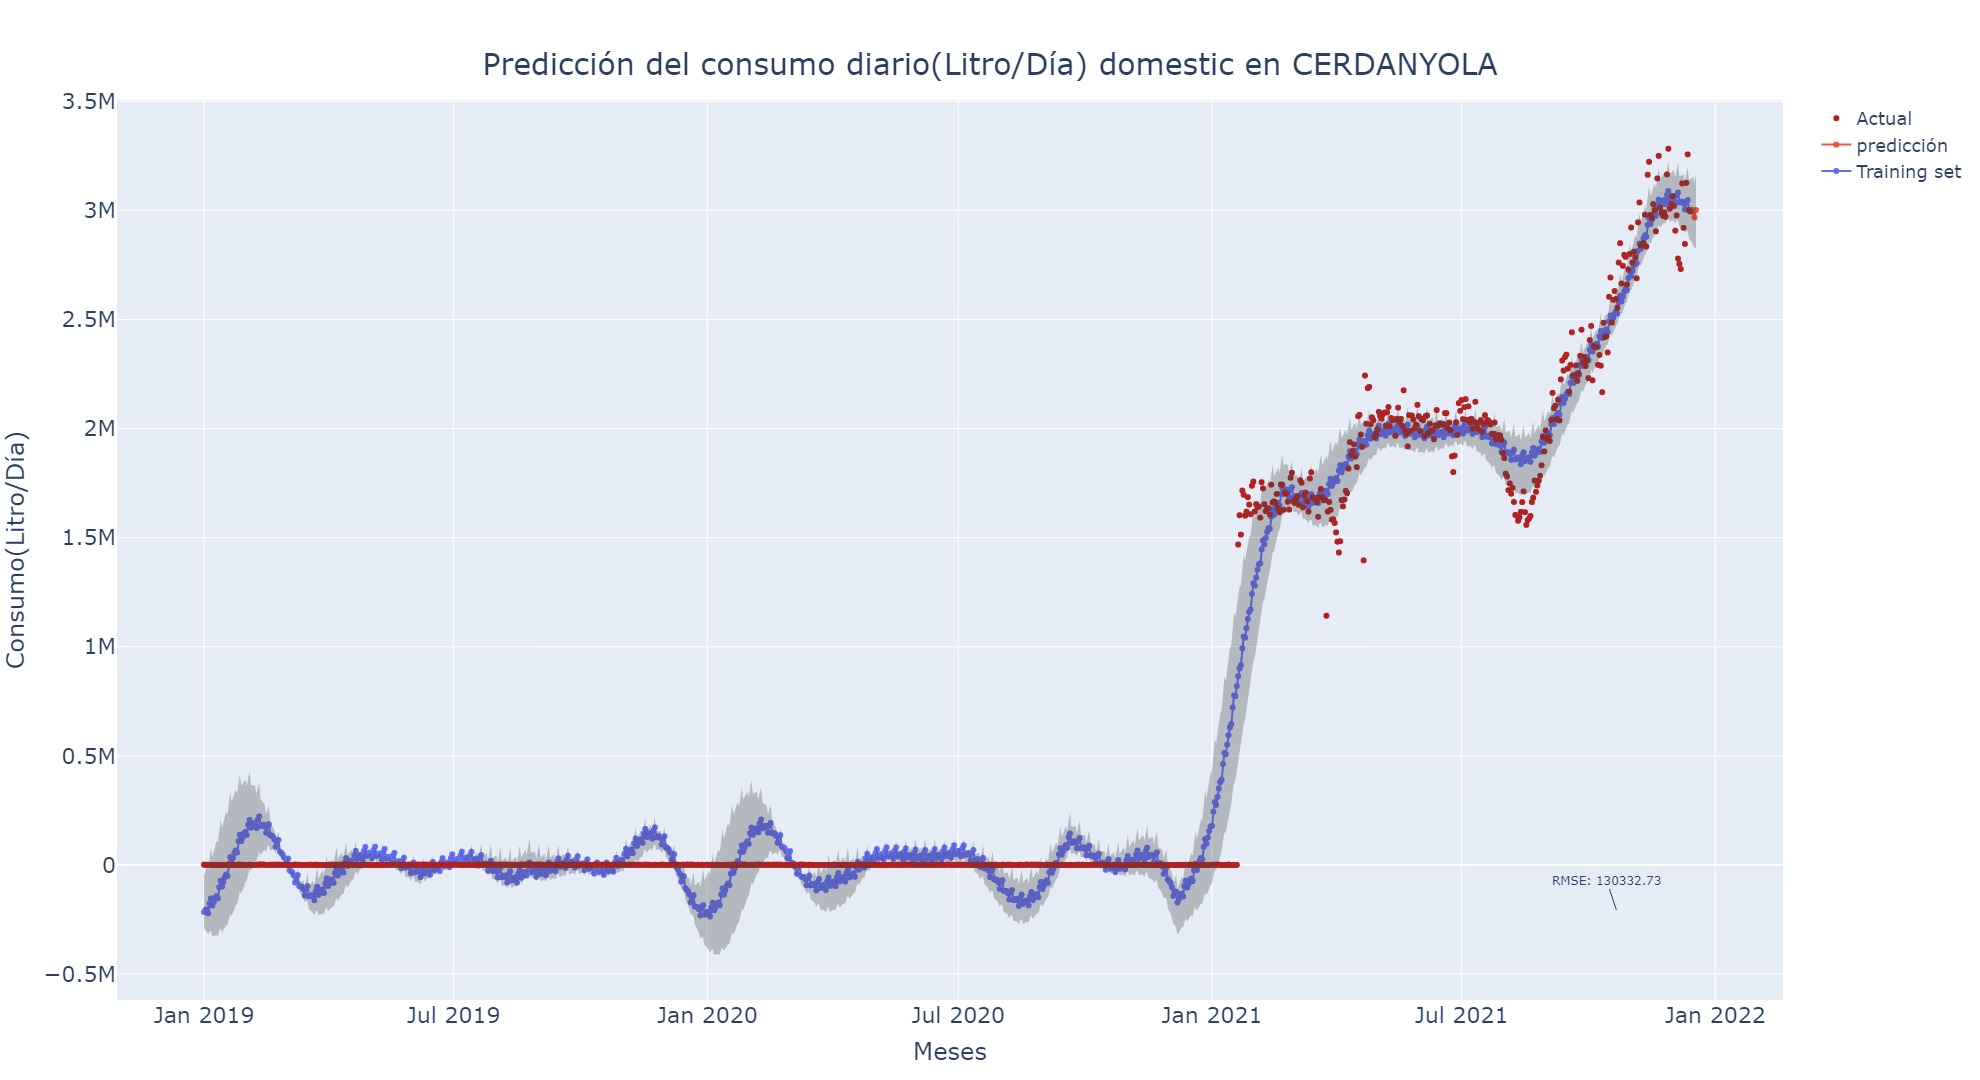 Predicción del consumo diario(Litro/Día) domestic en CERDANYOLA
Actual
predicción
Training set
Consumo(Litro/Día)
3.5M
3M
2.5M
2M
1.5M
1M
0.5M
0
−0.5M
RMSE: 130332.73
Jan 2019
Jul 2019
Jan 2020
Jul 2020
Jan 2021
Jul 2021
Jan 2022
Meses